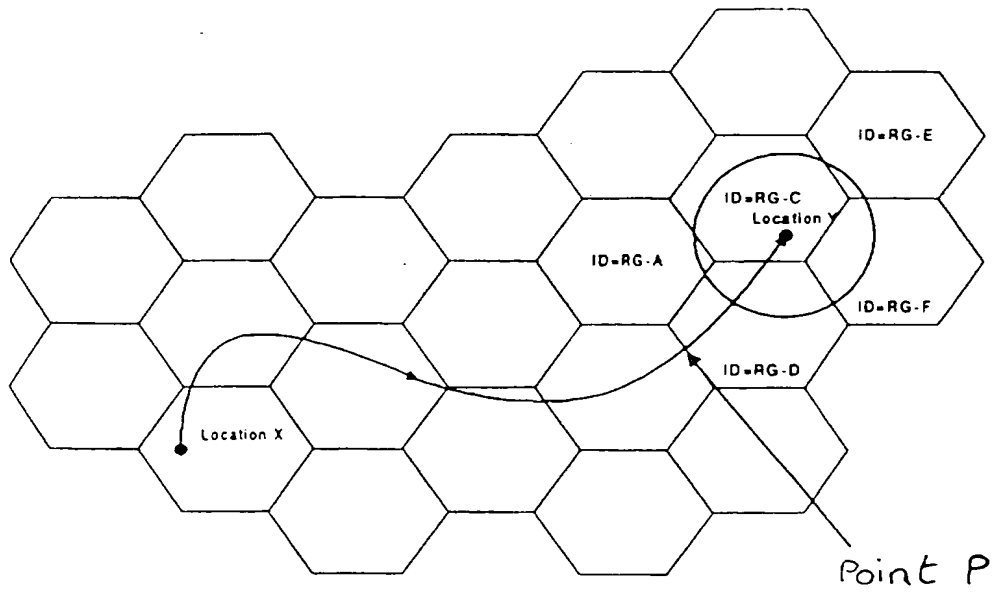 ID=RG-E
ID=RG-C
Location Y
ID=RG-A
ID=RG-F
ID=RG-D
Location X
Point P